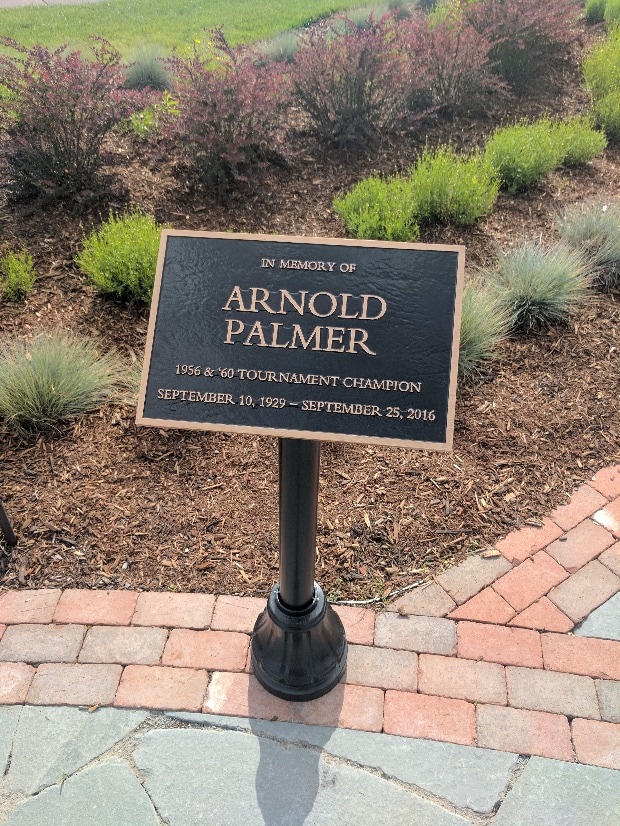 IN MEMORY OF
ARNOLD
PALMER
1956 & '60 TOURNAMENT CHAMPION
SEPTEMBER 10, 1929 – SEPTEMBER 25, 2016